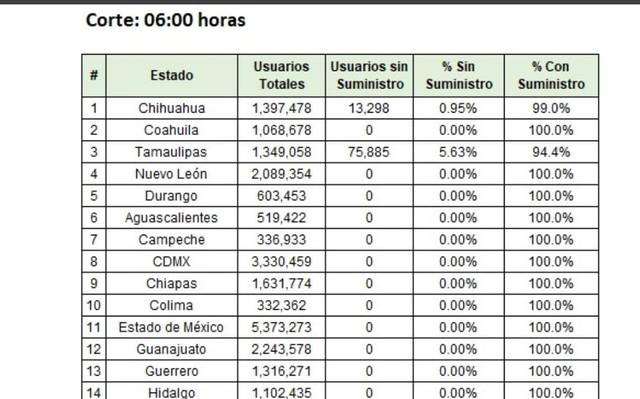 Corte: 06:00 horas
# Estado Usuarios Totales Usuarios sin Suministro % Sin Suministro % Con Suministro
1 Chihuahua 1,397,478 13,298 0.95% 99.0%
2 Coahuila 1,068,678 0 0.00% 100.0%
3 Tamaulipas 1,349,058 75,885 5.63% 94.4%
4 Nuevo León 2,089,354 0 0.00% 100.0%
5 Durango 603,453 0 0.00% 100.0%
6 Aguascalientes 519,422 0 0.00% 100.0%
7 Campeche 336,933 0 0.00% 100.0%
8 CDMX 3,330,459 0 0.00% 100.0%
9 Chiapas 1,631,774 0 0.00% 100.0%
10 Colima 332,362 0 0.00% 100.0%
11 Estado de México 5,373,273 0 0.00% 100.0%
12 Guanajuato 2,243,578 0 0.00% 100.0%
13 Guerrero 1,316,271 0 0.00% 100.0%
14 Hidalgo 1,102,435 0 0.00% 100.0%